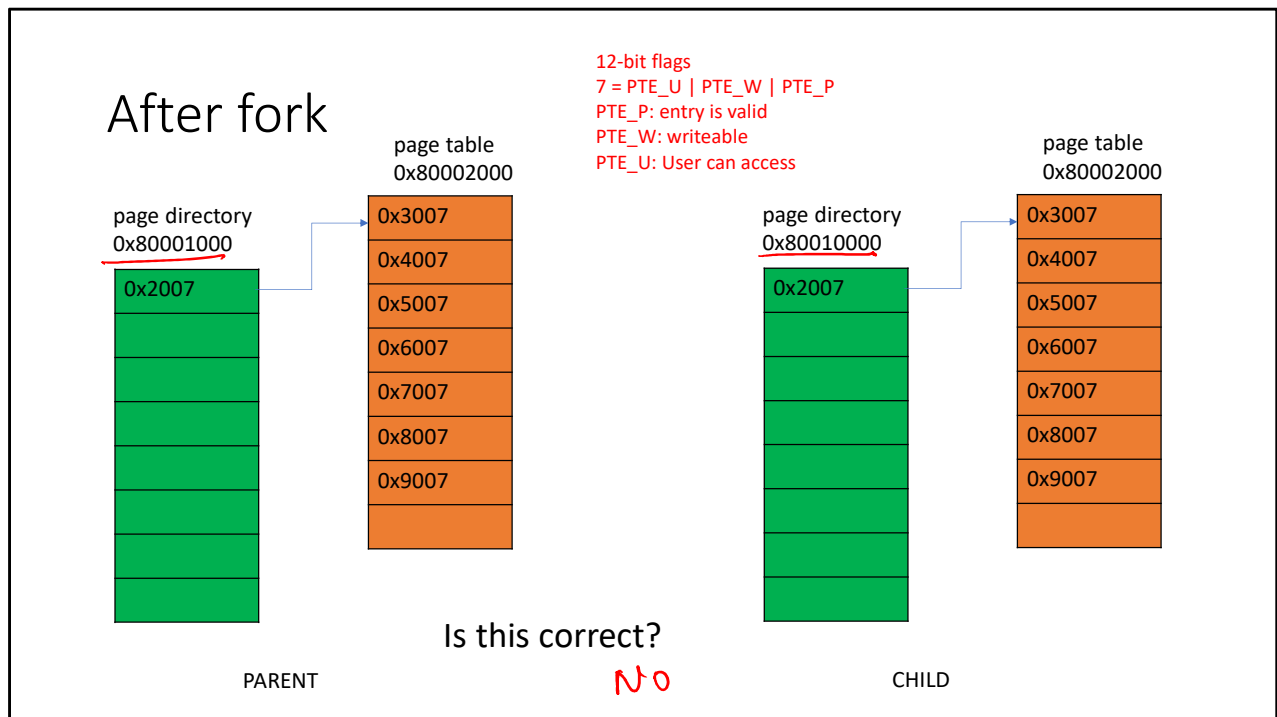 After fork
12-bit flags
7 = PTE_U | PTE_W | PTE_P
PTE_P: entry is valid
PTE_W: writeable
PTE_U: User can access
page directory
0x80001000
0x2007
page table
0x80002000
0x3007
0x4007
0x5007
0x6007
0x7007
0x8007
0x9007
page directory
0x80010000
0x2007
page table
0x80002000
0x3007
0x4007
0x5007
0x6007
0x7007
0x8007
0x9007
Is this correct?
NO
PARENT
CHILD